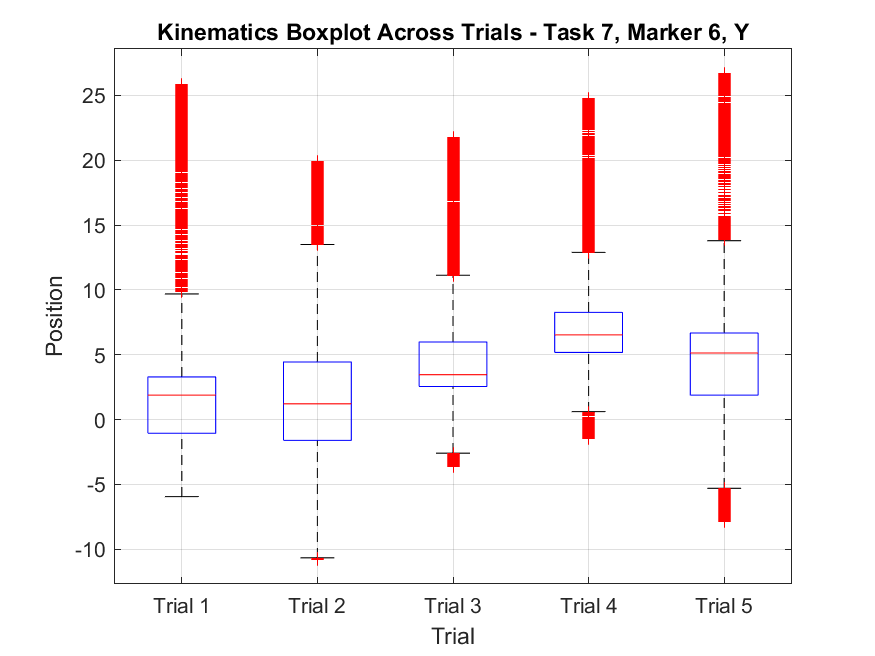 Kinematics Boxplot Across Trials - Task 7, Marker 6, Y
25
20
15
10
5
0
-5
-10
Position
Trial 1 Trial 2 Trial 3 Trial 4 Trial 5
Trial